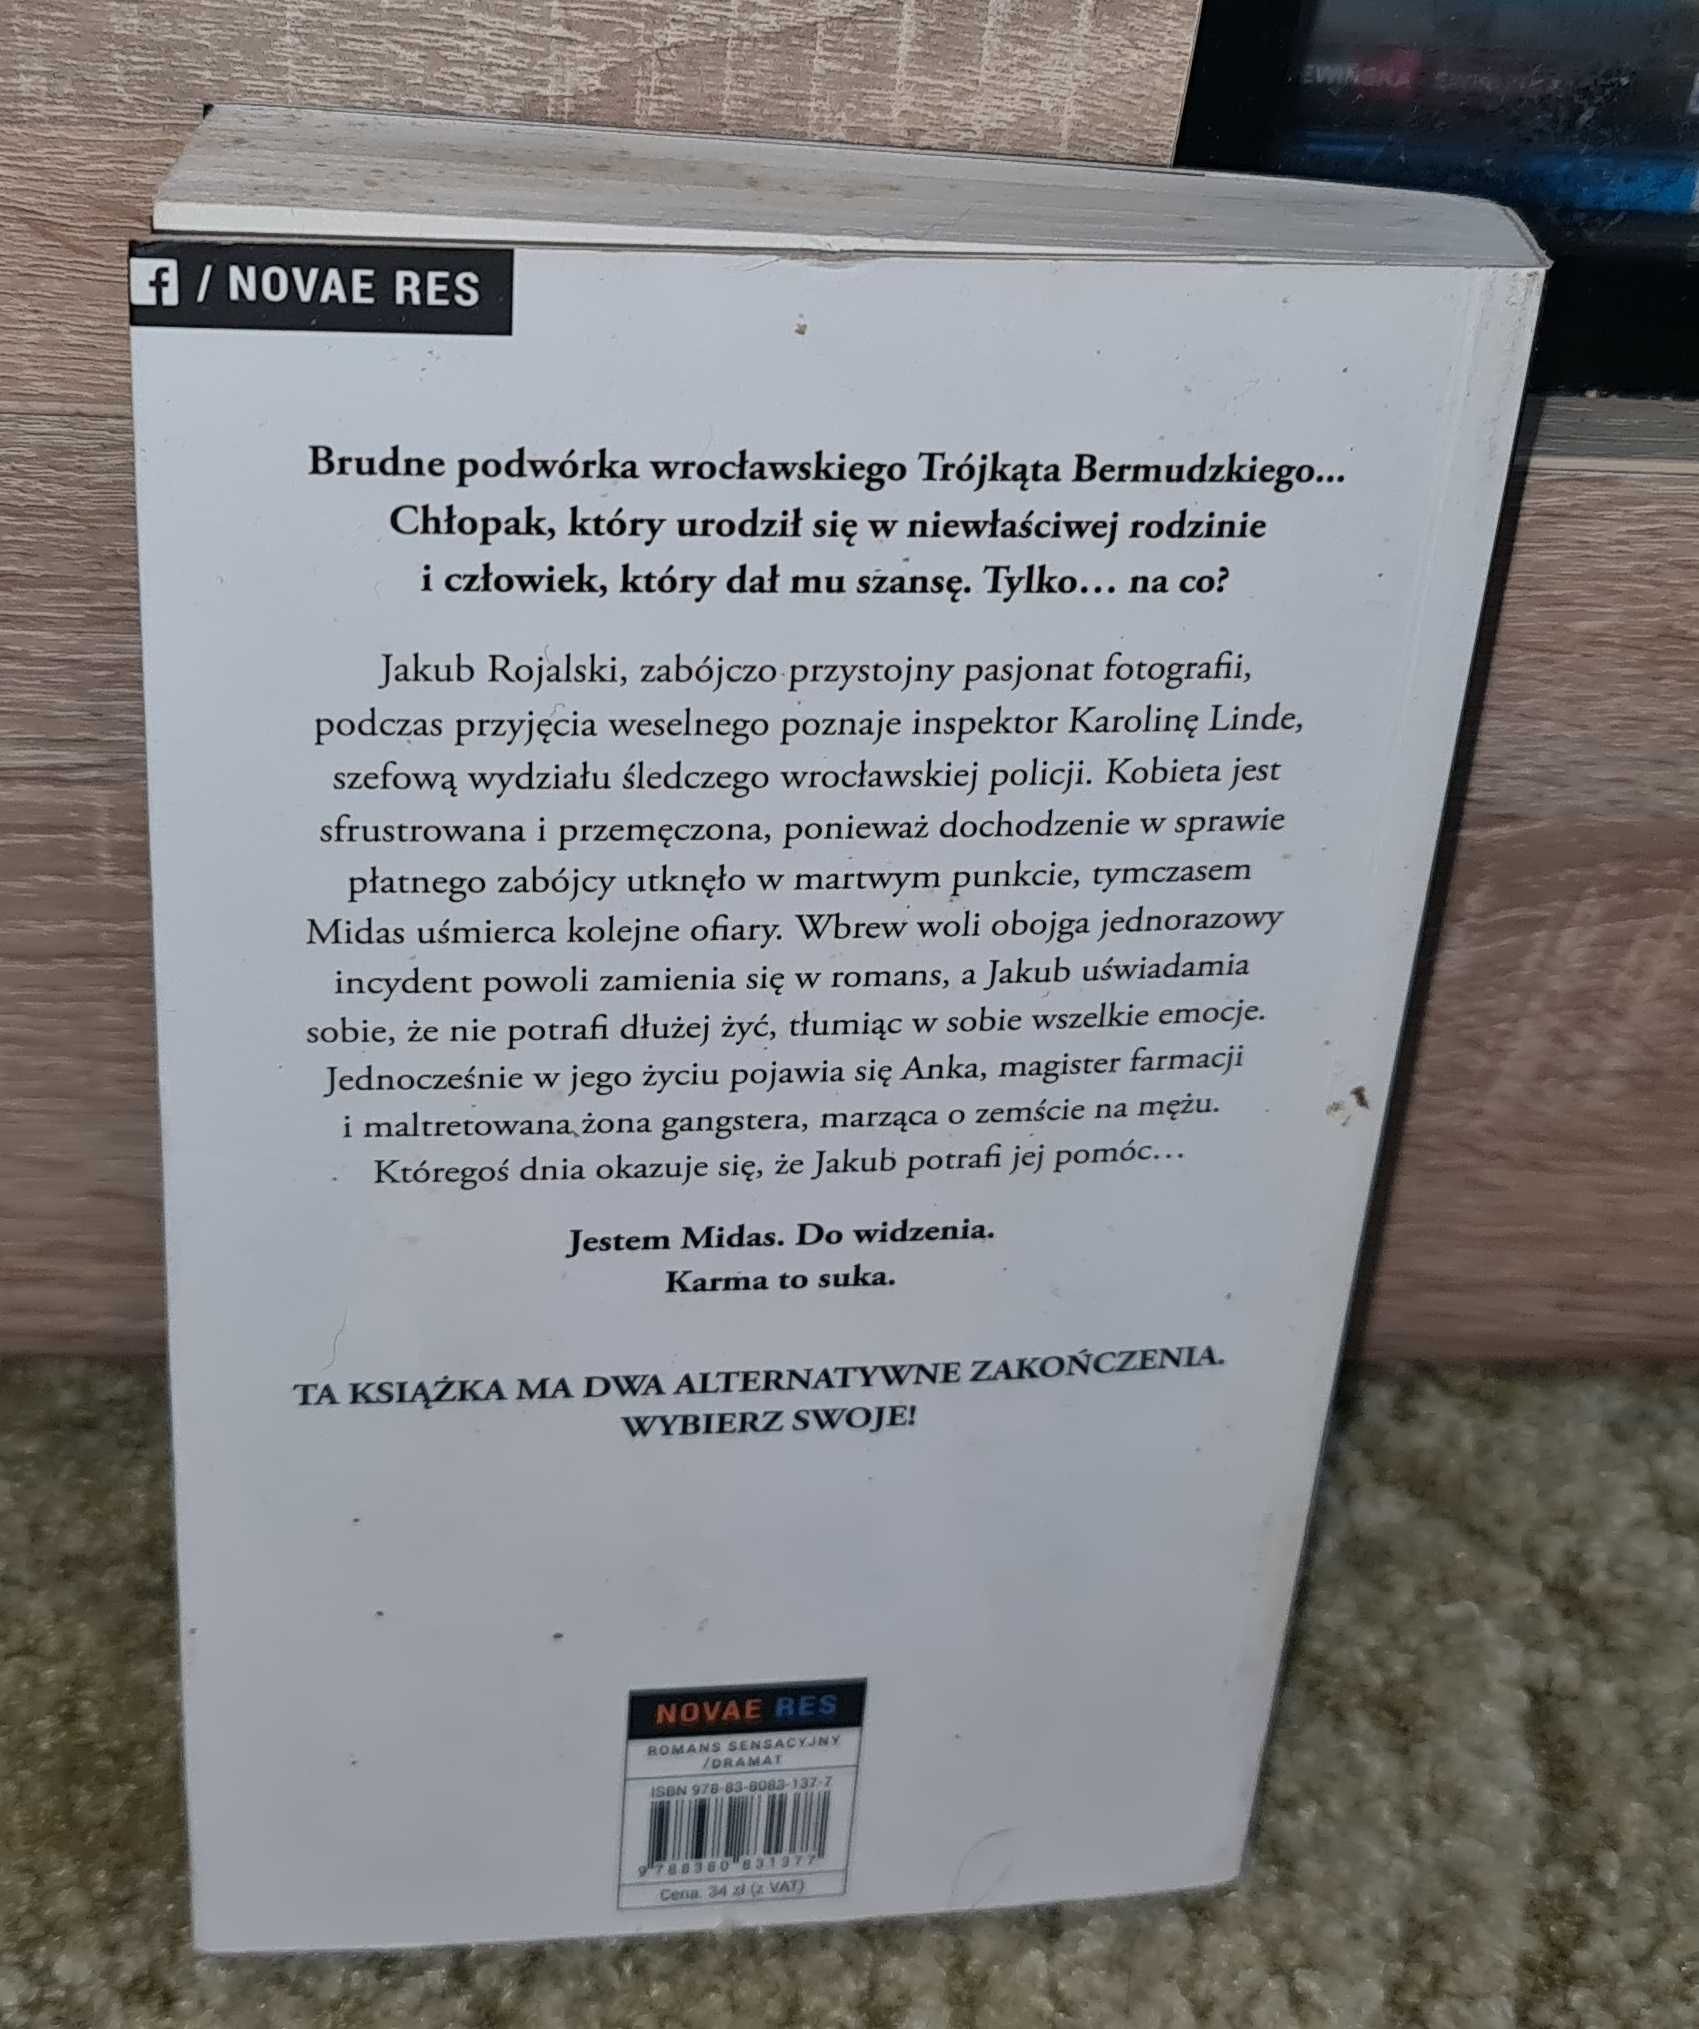 f / NOVAE RES
Brudne podwórka wrocławskiego Trójkąta Bermudzkiego...
Chłopak, który urodził się w niewłaściwej rodzinie
i człowiek, który dał mu szansę. Tylko... na co?
Jakub Rojalski, zabójczo przystojny pasjonat fotografii,
podczas przyjęcia weselnego poznaje inspektor Karolinę Linde,
szefową wydziału śledczego wrocławskiej policji. Kobieta jest
sfrustrowana i przemęczona, ponieważ dochodzenie w sprawie
płatnego zabójcy utknęło w martwym punkcie, tymczasem
Midas uśmierca kolejne ofiary. Wbrew woli obojga jednorazowy
incydent powoli zamienia się w romans, a Jakub uświadamia
sobie, że nie potrafi dłużej żyć, tłumiąc w sobie wszelkie emocje.
Jednocześnie w jego życiu pojawia się Anka, magister farmacji
i maltretowana żona gangstera, marząca o zemście na mężu.
Któregoś dnia okazuje się, że Jakub potrafi jej pomóc...
Jestem Midas. Do widzenia.
Karma to suka.
TA KSIĄŻKA MA DWA ALTERNATYWNE ZAKOŃCZENIA.
WYBIERZ SWOJE!
NOVAE RES
ROMANS SENSACYJNY
/DRAMAT
ISBN 978-83-8083-137-7
9 788380 831377
Cena: 34 zł (z VAT)